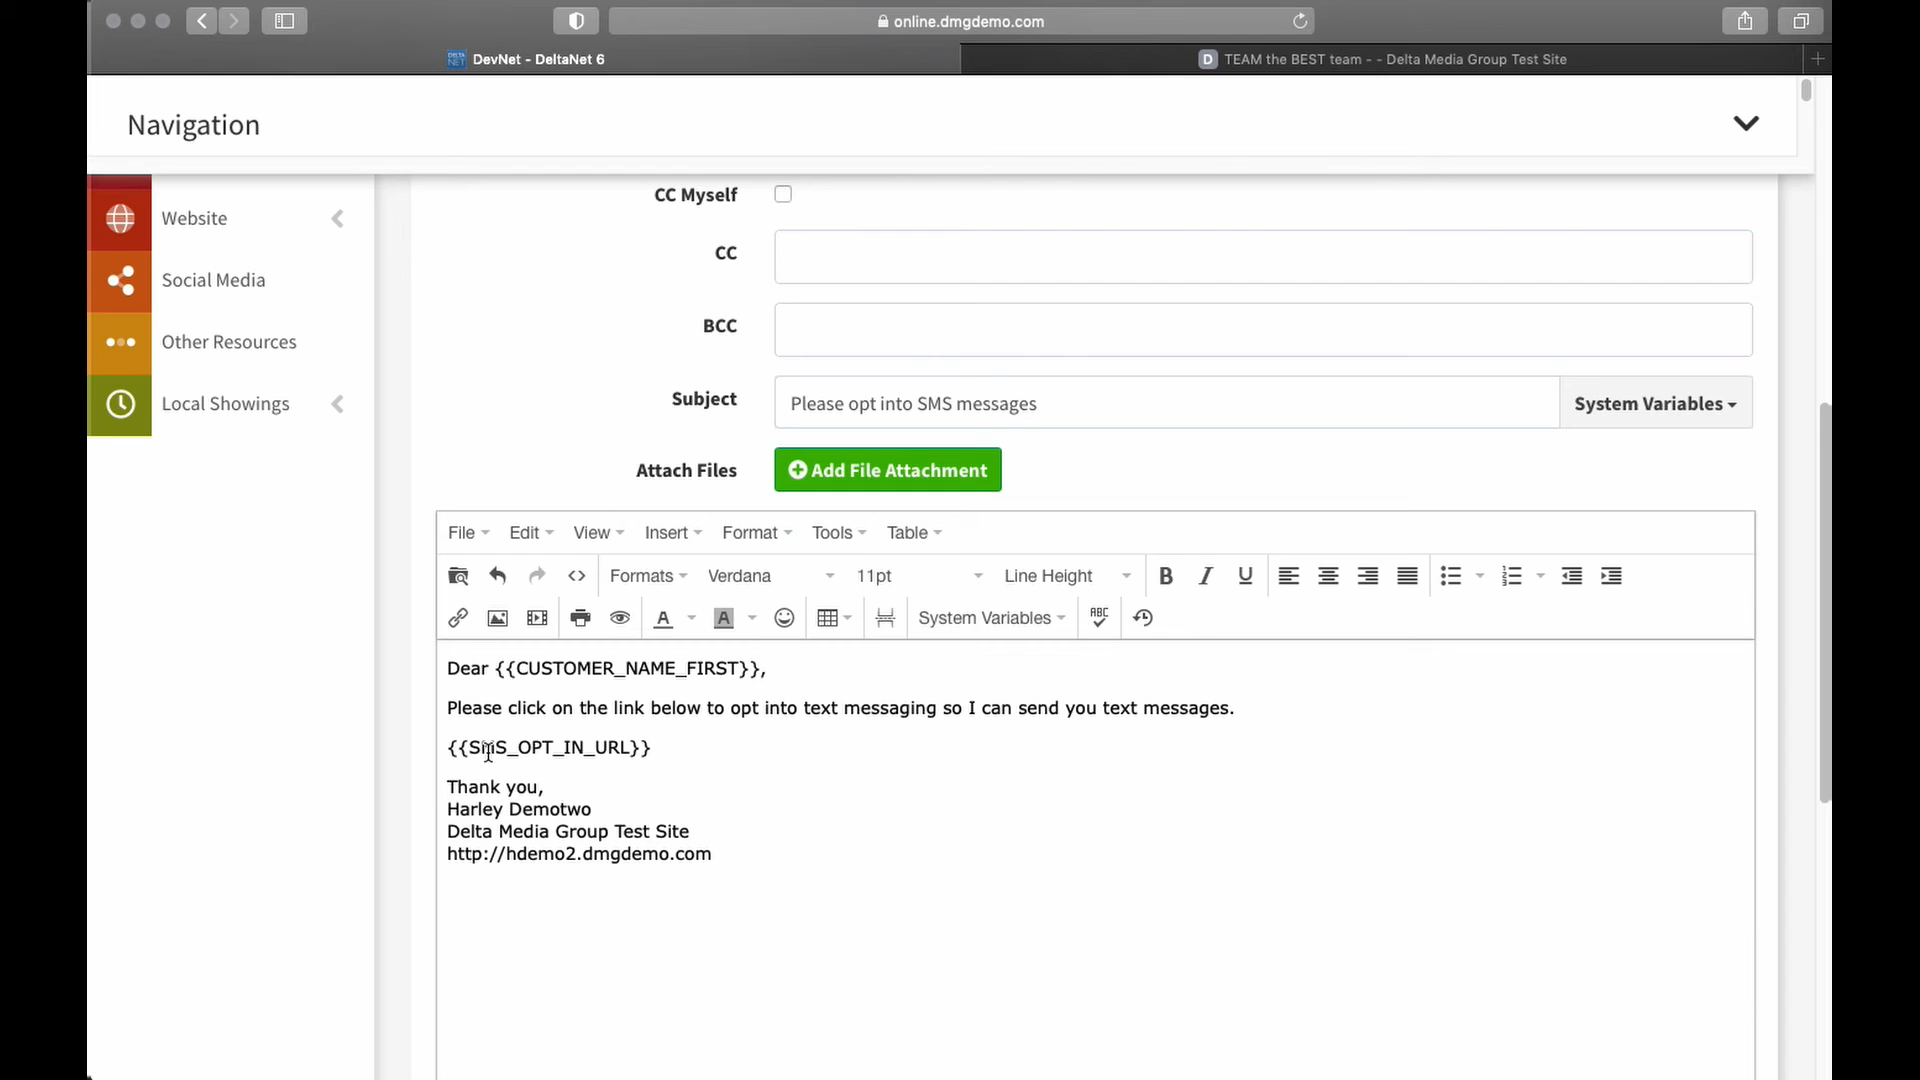 online.dmgdemo.com
DELTA NET DevNet - DeltaNet 6
D TEAM the BEST team - - Delta Media Group Test Site
Navigation
Website
Social Media
Other Resources
Local Showings
CC Myself
CC
BCC
Subject
Please opt into SMS messages
System Variables
Attach Files
Add File Attachment
File Edit View Insert Format Tools Table
Formats Verdana 11pt Line Height B I U
A A System Variables ABC
Dear {{CUSTOMER_NAME_FIRST}},
Please click on the link below to opt into text messaging so I can send you text messages.
{{SMS_OPT_IN_URL}}
Thank you,
Harley Demotwo
Delta Media Group Test Site
http://hdemo2.dmgdemo.com